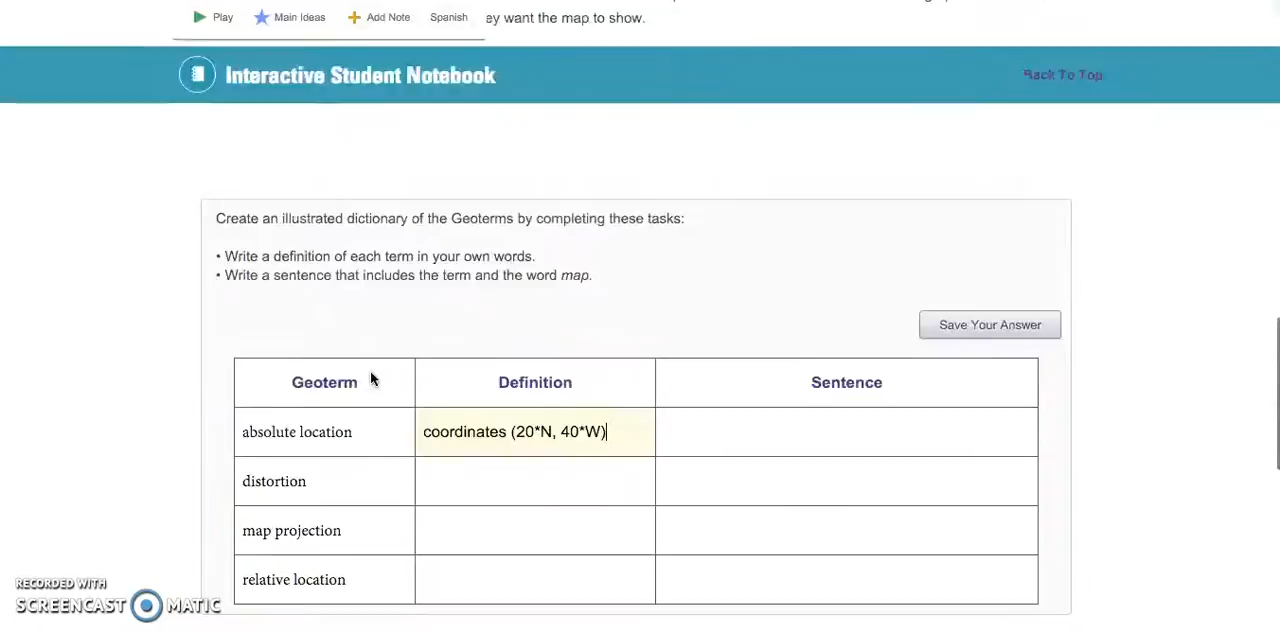 Play Main Ideas Add Note Spanish ey want the map to show.
Interactive Student Notebook Back To Top
Create an illustrated dictionary of the Geoterms by completing these tasks:
• Write a definition of each term in your own words.
• Write a sentence that includes the term and the word map.
Save Your Answer
Geoterm Definition Sentence
absolute location coordinates (20*N, 40*W)
distortion
map projection
relative location
RECORDED WITH
SCREENCAST MATIC